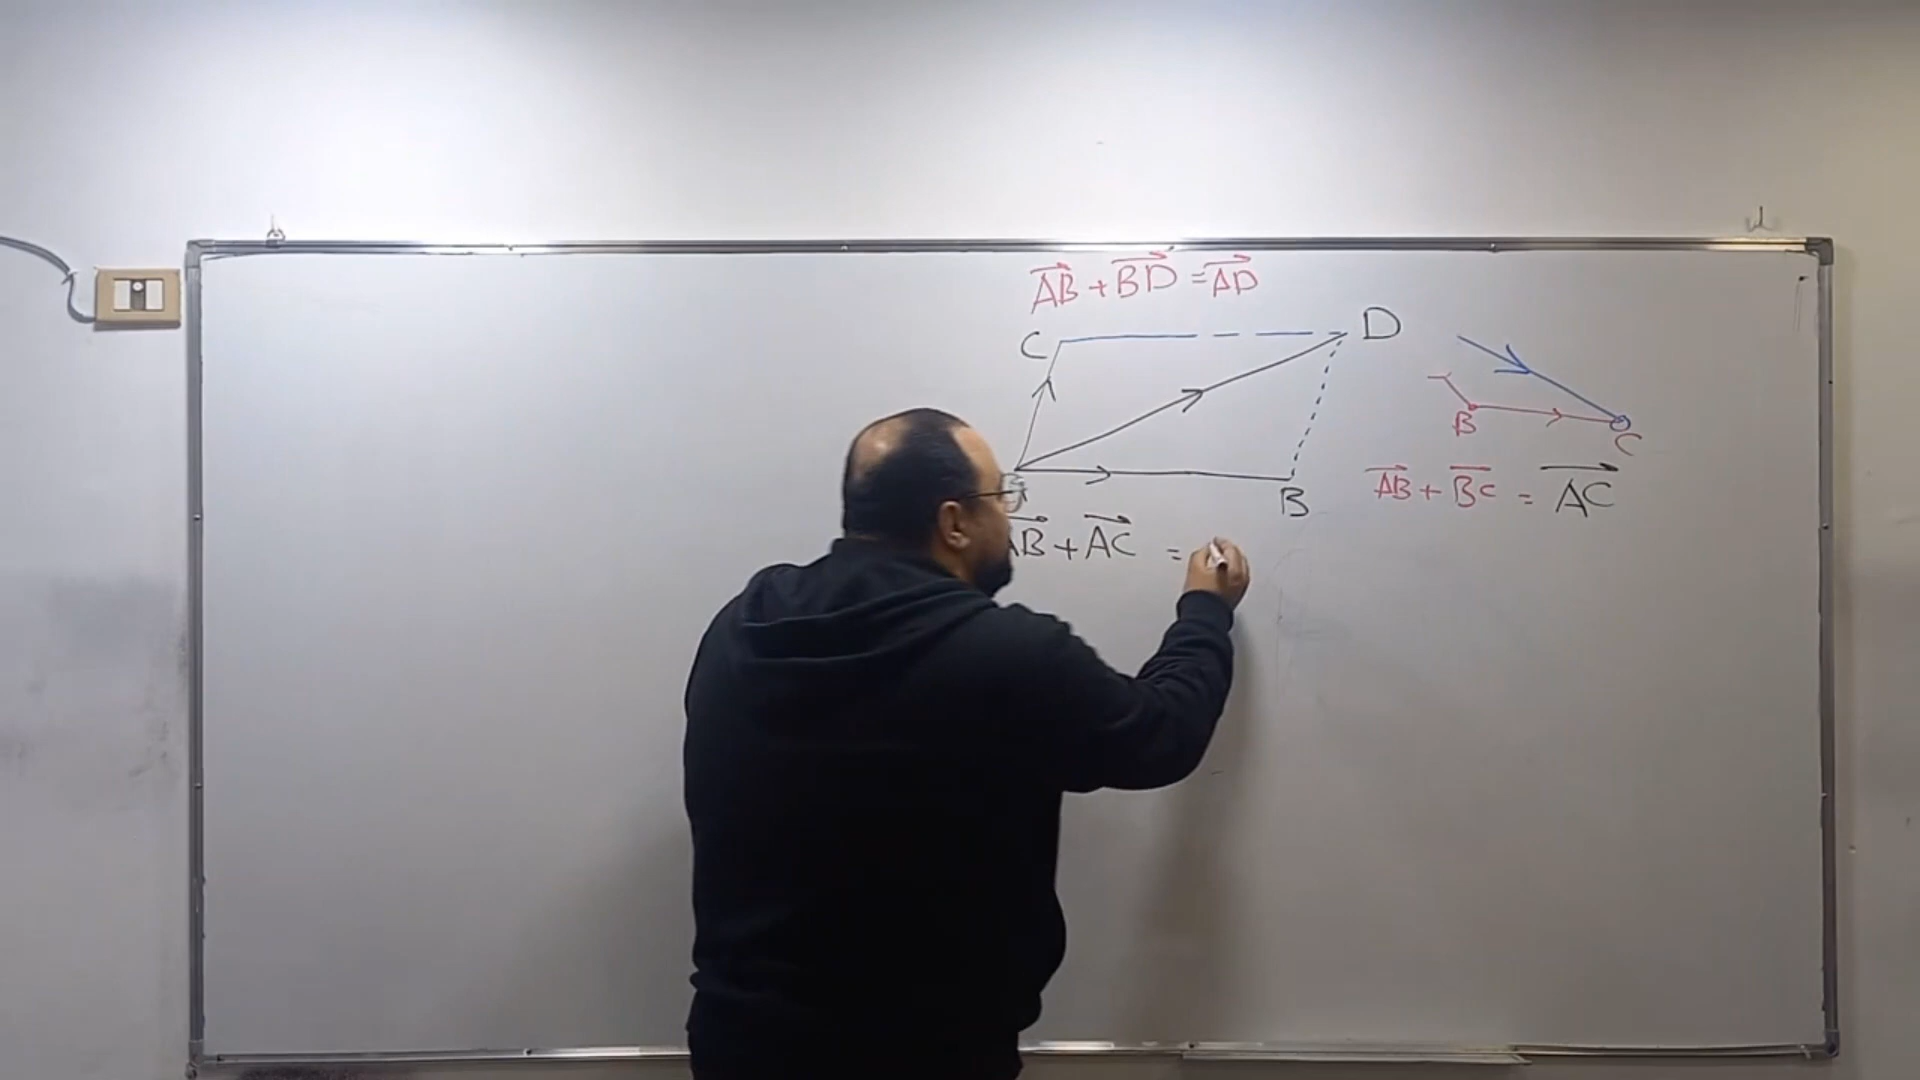 AB + BD = AD
C
D
B
C
B
AB + BC = AC
AB + AC =